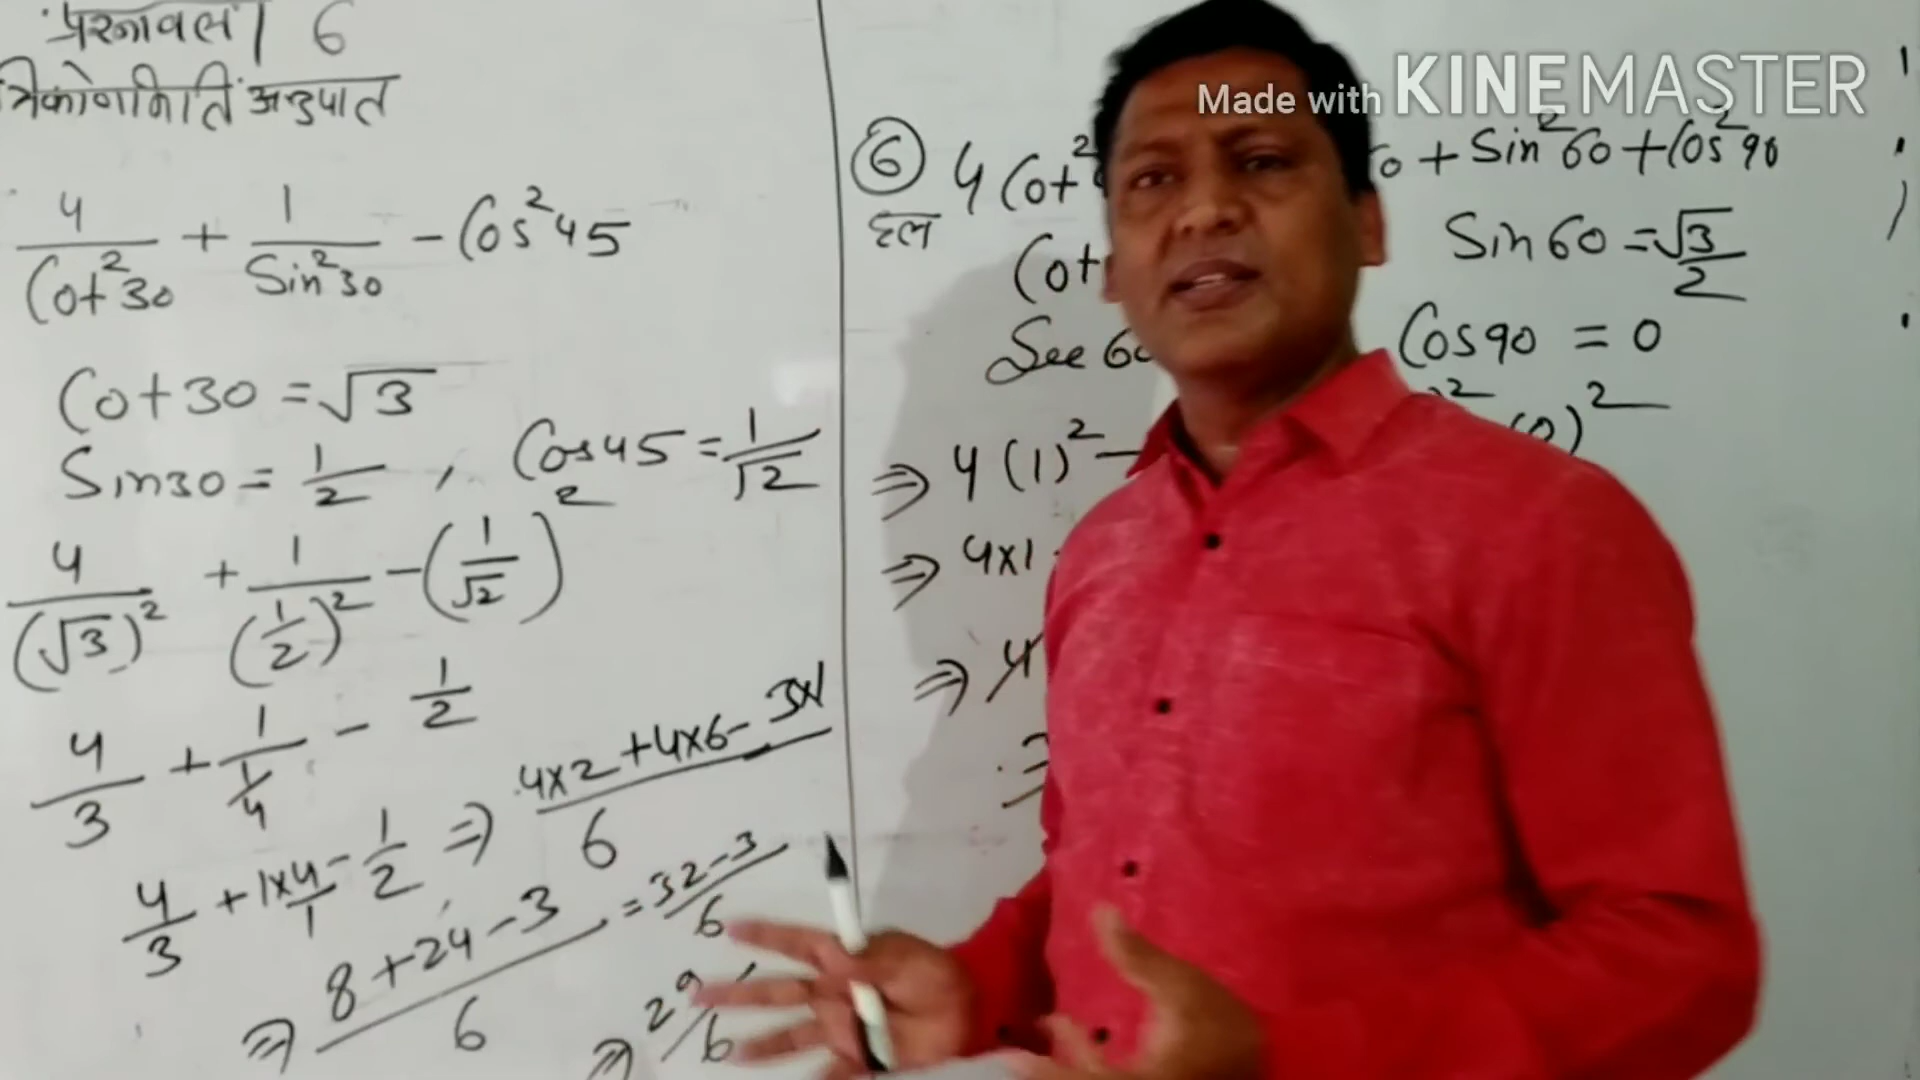 प्रश्नावली 6
त्रिकोणमिति अनुपात
4/Cot²30 + 1/Sin²30 - Cos²45
Cot30 = √3
Sin30 = 1/2 , Cos45 = 1/√2
4/(√3)² + 1/(1/2)² - (1/√2)²
4/3 + 1/(1/4) - 1/2
4/3 + 1×4/1 - 1/2 ⇒ (4×2+4×6-3×1)/6
⇒ (8+24-3)/6 = (32-3)/6
⇒ 29/6
Made with KINEMASTER
⑥ 4 Cot² 0 + Sin²60 + Cos²90
हल
Cot Sin60 = √3/2
Sec 60 Cos90 = 0
⇒ 4(1)² - ² (0)²
⇒ 4×1
⇒ 4